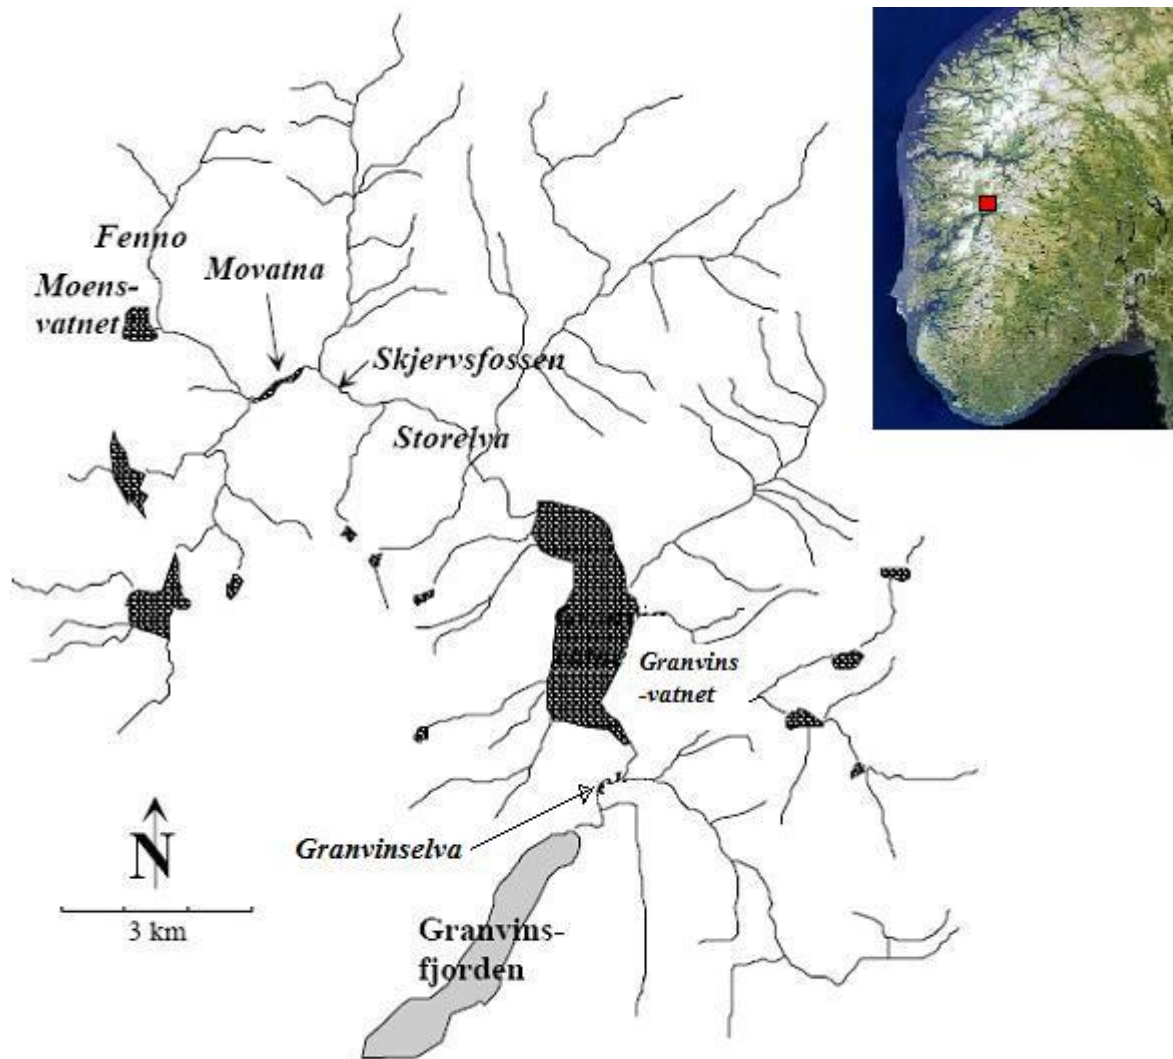 Fenno
Movatna
Moens-
vatnet
Skjervsfossen
Storelva
Granvins
-vatnet
Granvinselva
N
3 km
Granvins-
fjorden